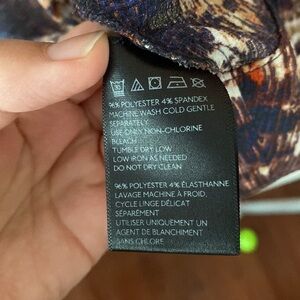 96% POLYESTER 4% SPANDEX
MACHINE WASH COLD GENTLE
SEPARATELY
USE ONLY NON-CHLORINE
BLEACH
TUMBLE DRY LOW
LOW IRON AS NEEDED
DO NOT DRY CLEAN
96% POLYESTER 4% ÉLASTHANNE
LAVAGE MACHINE À FROID,
CYCLE LINGE DÉLICAT
SÉPARÉMENT
UTILISER UNIQUEMENT UN
AGENT DE BLANCHIMENT
SANS CHLORE